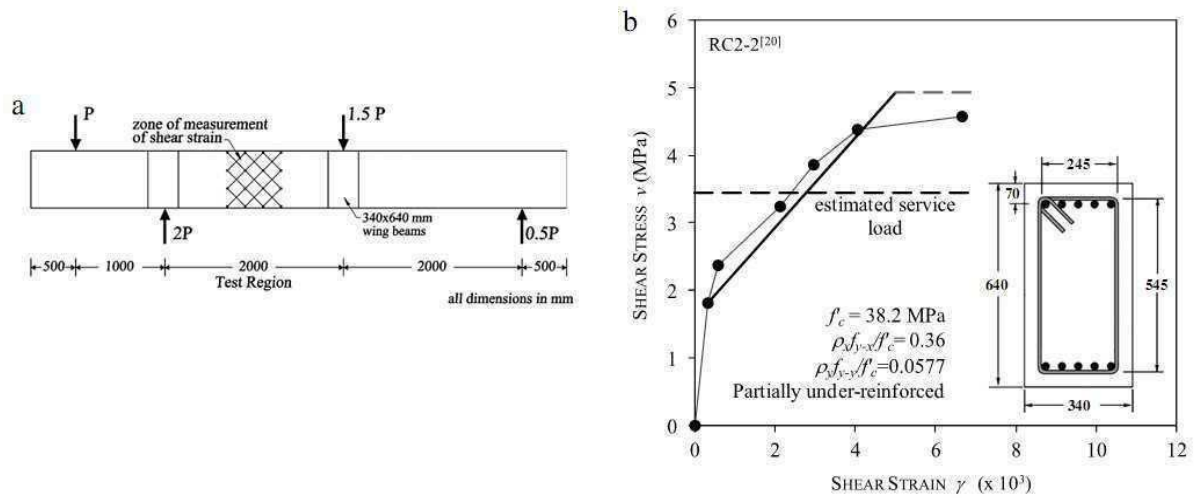 a
P
zone of measurement
of shear strain
1.5 P
340x640 mm
wing beams
2P
0.5P
500
1000
2000
2000
500
Test Region
all dimensions in mm
b
RC2-2[20]
SHEAR STRESS v (MPa)
6
5
4
3
2
1
0
estimated service
load
f'c = 38.2 MPa
ρxfy-x/f'c= 0.36
ρyfy-y/f'c=0.0577
Partially under-reinforced
245
70
640
545
340
0
2
4
6
8
10
12
SHEAR STRAIN γ (x 10³)